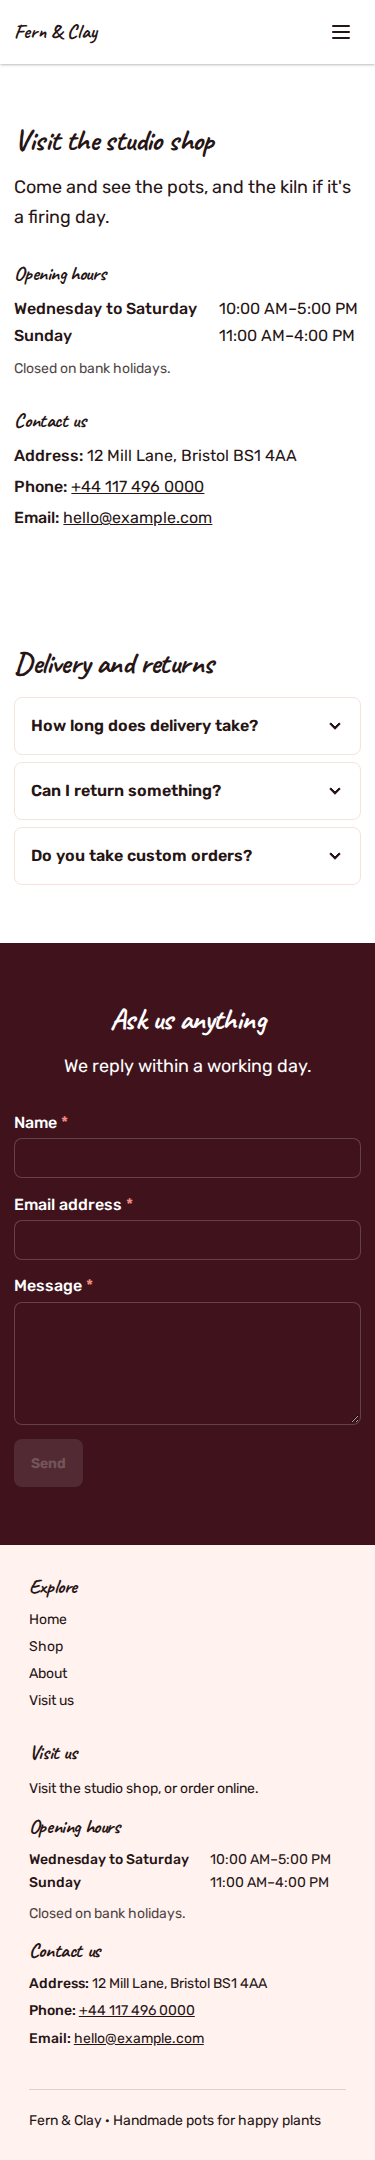 Fern & Clay
Visit the studio shop
Come and see the pots, and the kiln if it's
a firing day.
Opening hours
Wednesday to Saturday 10:00 AM–5:00 PM
Sunday 11:00 AM–4:00 PM
Closed on bank holidays.
Contact us
Address: 12 Mill Lane, Bristol BS1 4AA
Phone: +44 117 496 0000
Email: hello@example.com
Delivery and returns
How long does delivery take?
Can I return something?
Do you take custom orders?
Ask us anything
We reply within a working day.
Name *
Email address *
Message *
Send
Explore
Home
Shop
About
Visit us
Visit us
Visit the studio shop, or order online.
Opening hours
Wednesday to Saturday 10:00 AM–5:00 PM
Sunday 11:00 AM–4:00 PM
Closed on bank holidays.
Contact us
Address: 12 Mill Lane, Bristol BS1 4AA
Phone: +44 117 496 0000
Email: hello@example.com
Fern & Clay • Handmade pots for happy plants